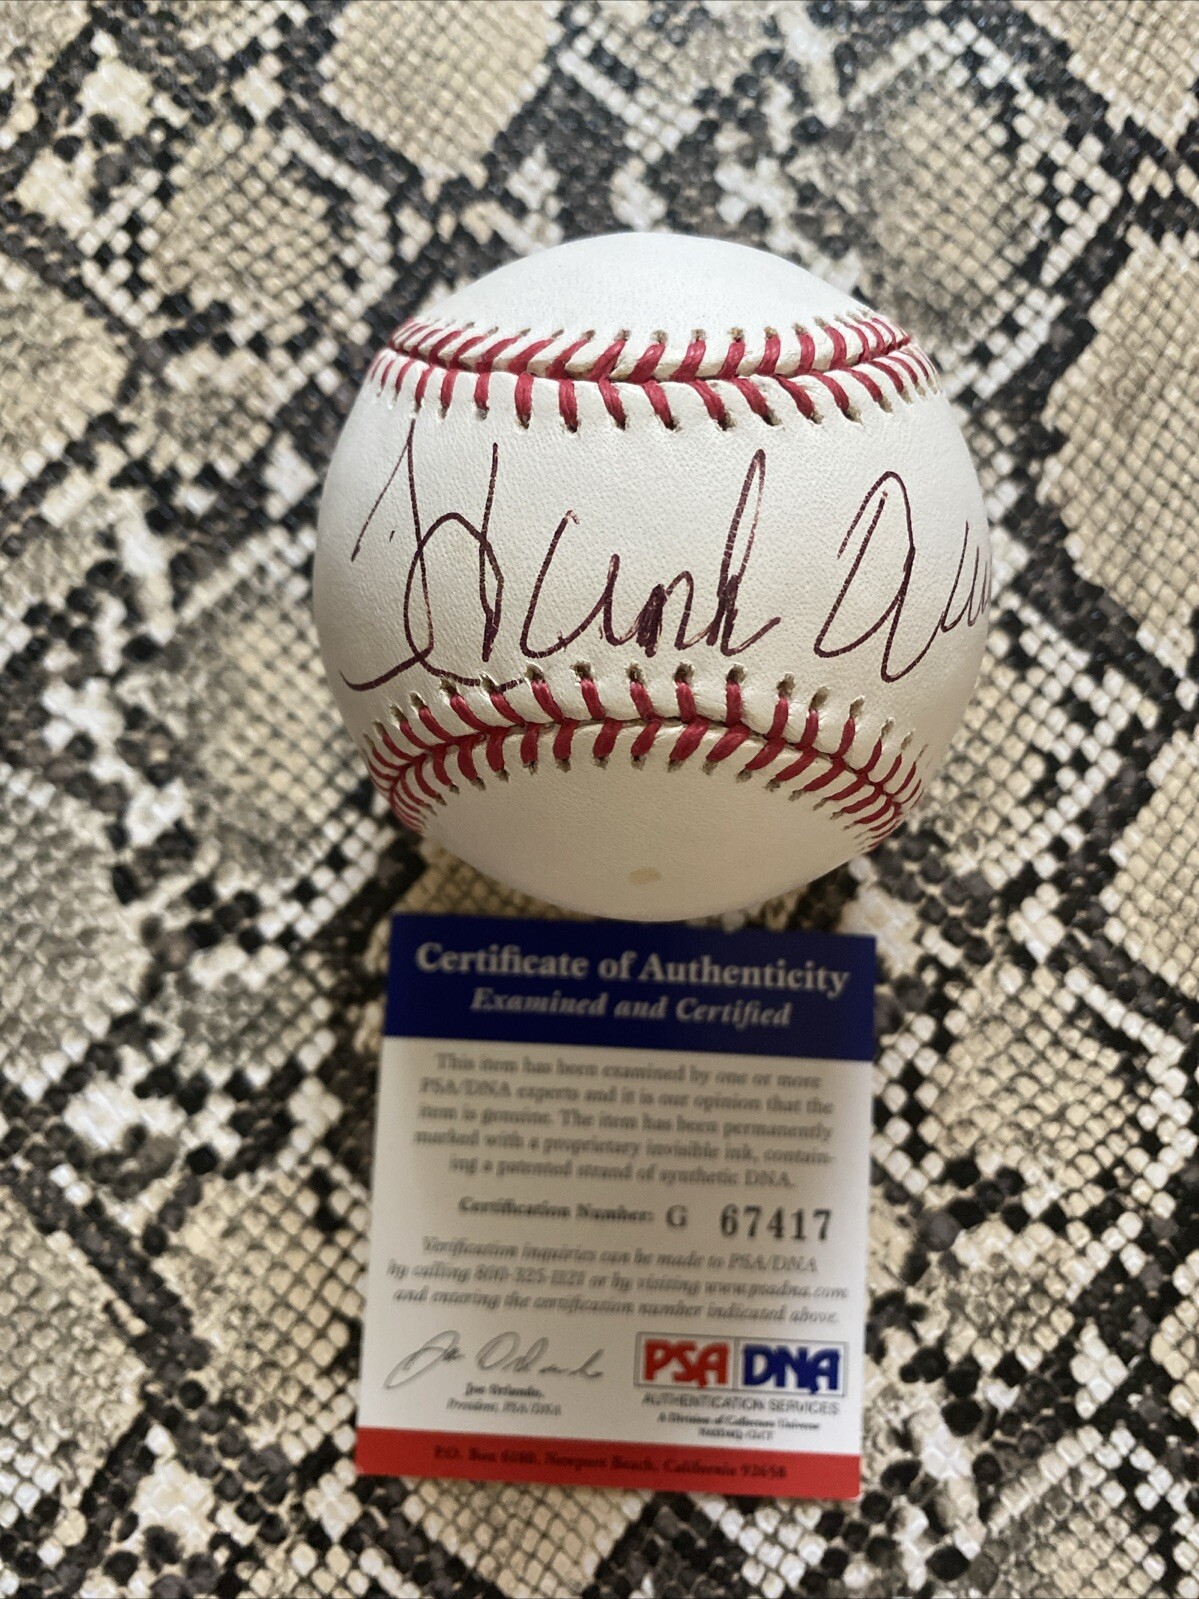 Hank Aa
Certificate of Authenticity
Examined and Certified
This item has been examined by one or more
PSA/DNA experts and it is our opinion that the
item is genuine. The item has been permanently
marked with a proprietary invisible ink, contain-
ing a patented strand of synthetic DNA.
Certification Number: G 67417
Verification inquiries can be made to PSA/DNA
by calling 800-325-1121 or by visiting www.psadna.com
and entering the certification number indicated above.
Joe Orlando
Joe Orlando,
President, PSA/DNA
PSA DNA
AUTHENTICATION SERVICES
A Division of Collectors Universe
NASDAQ: CLCT
P.O. Box 6180, Newport Beach, California 92658